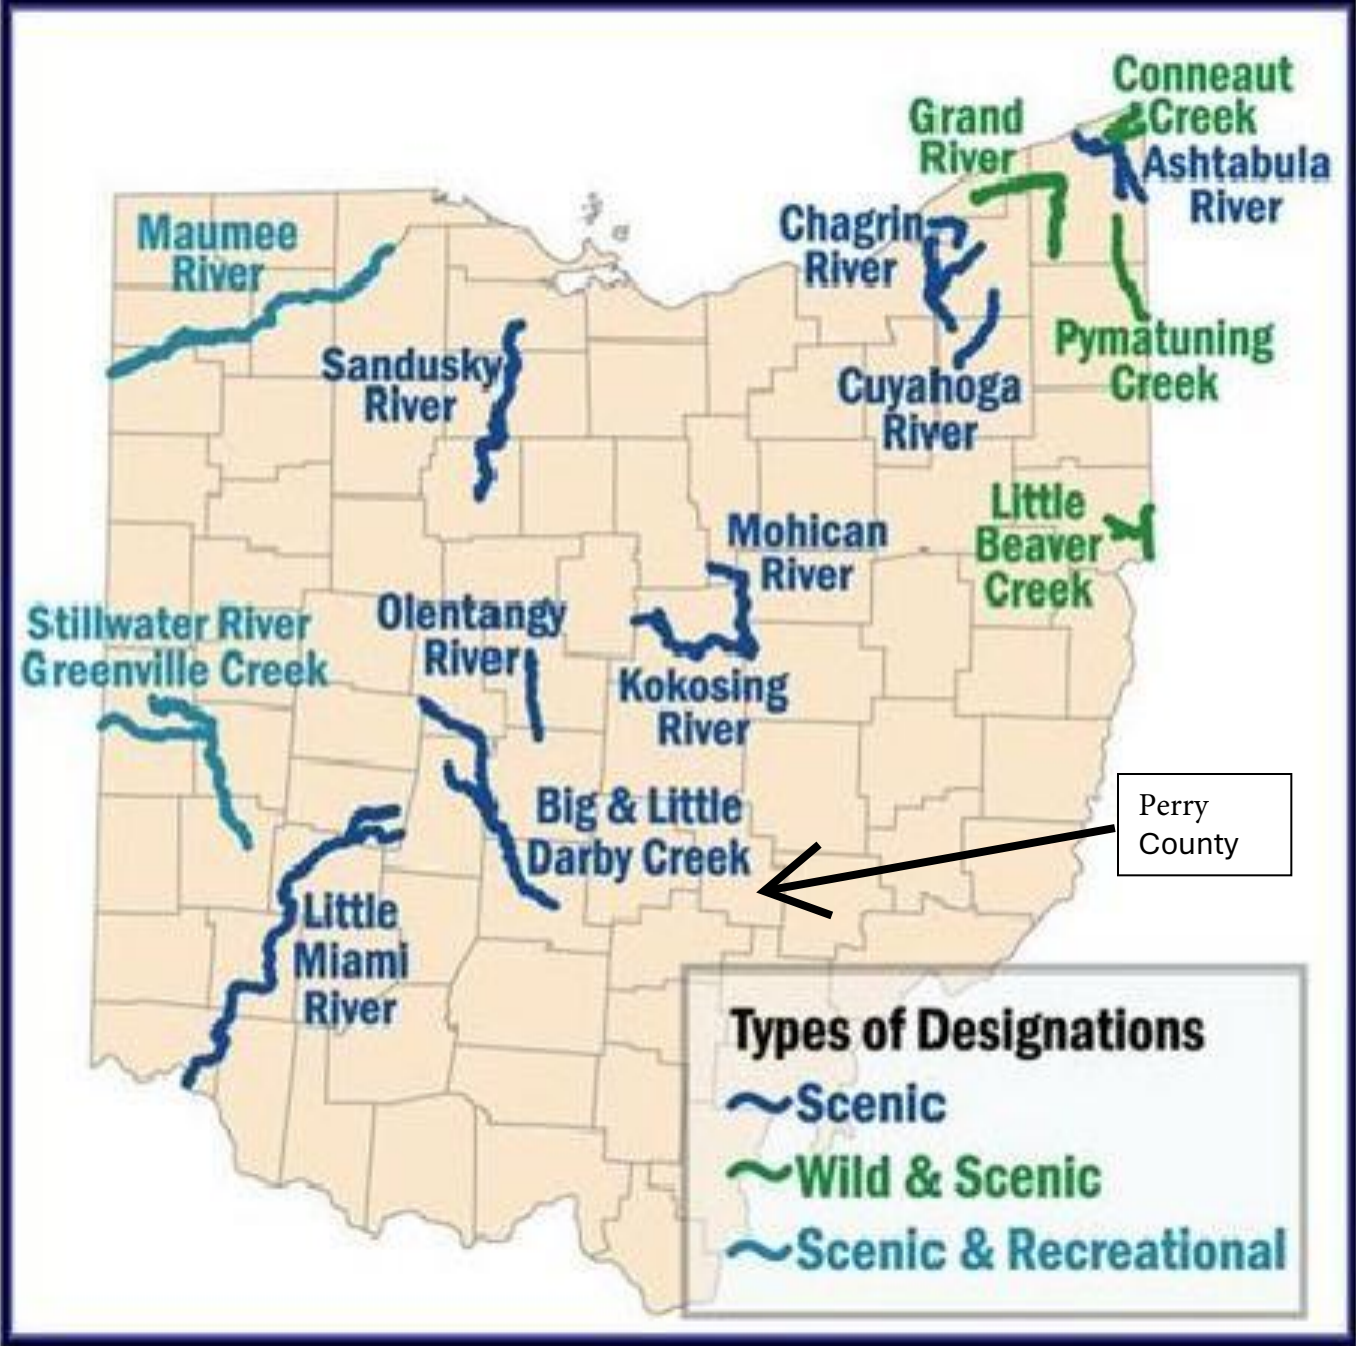 Conneaut
Creek
Grand
River
Ashtabula
River
Chagrin
River
Maumee
River
Pymatuning
Creek
Sandusky
River
Cuyahoga
River
Little
Beaver
Creek
Mohican
River
Stillwater River
Greenville Creek
Olentangy
River
Kokosing
River
Big & Little
Darby Creek
Perry
County
Little
Miami
River
Types of Designations
Scenic
Wild & Scenic
Scenic & Recreational